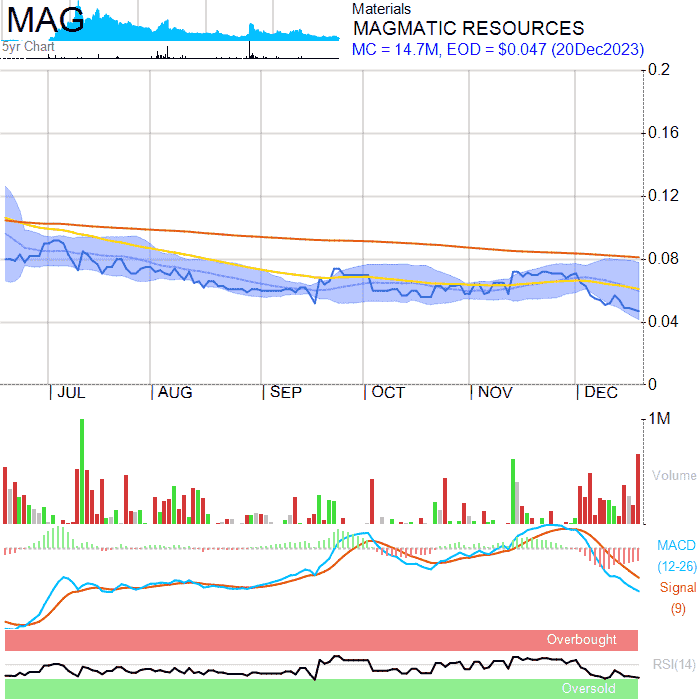 MAG
5yr Chart
Materials
MAGMATIC RESOURCES
MC = 14.7M, EOD = $0.047 (20Dec2023)
0.2
0.16
0.12
0.08
0.04
0
JUL AUG SEP OCT NOV DEC
1M
Volume
MACD
(12-26)
Signal
(9)
Overbought
RSI(14)
Oversold